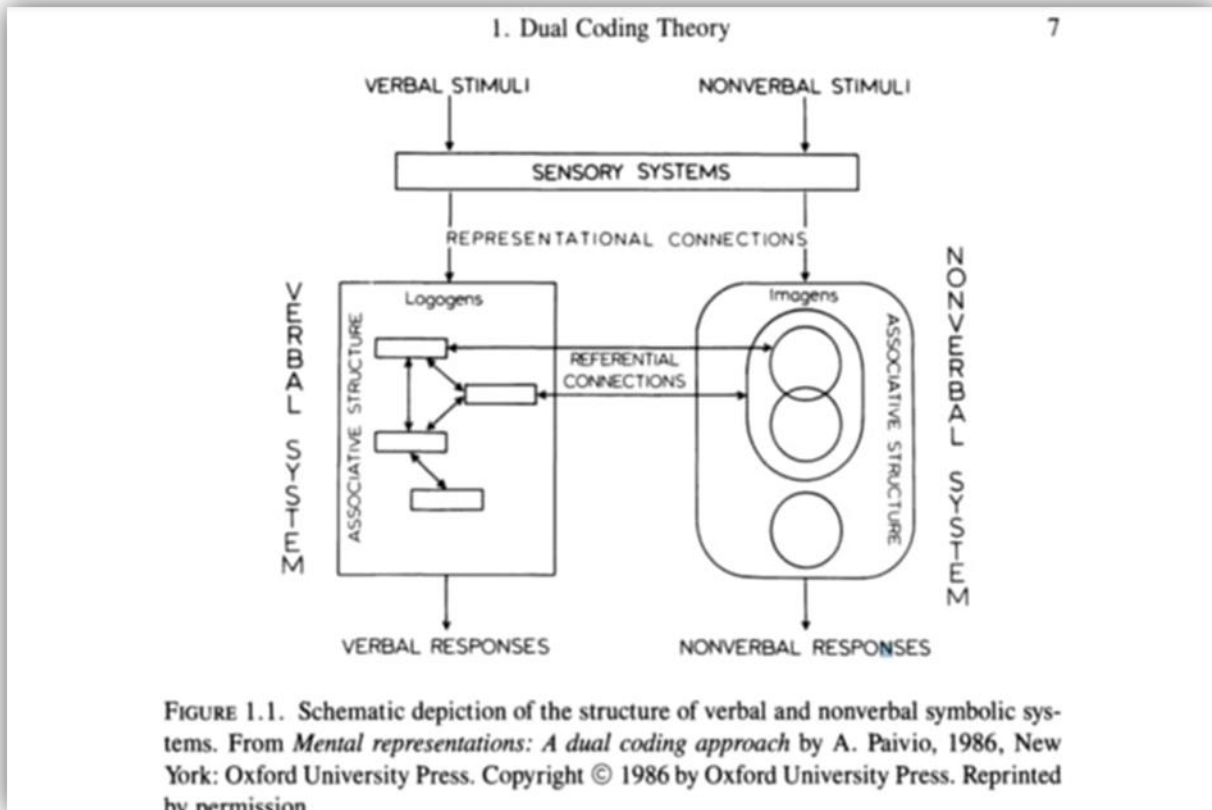 1. Dual Coding Theory 7
VERBAL STIMULI NONVERBAL STIMULI
SENSORY SYSTEMS
REPRESENTATIONAL CONNECTIONS
VERBAL SYSTEM
ASSOCIATIVE STRUCTURE
Logogens
REFERENTIAL
CONNECTIONS
Imagens
ASSOCIATIVE STRUCTURE
NONVERBAL SYSTEM
VERBAL RESPONSES NONVERBAL RESPONSES
FIGURE 1.1. Schematic depiction of the structure of verbal and nonverbal symbolic sys-
tems. From Mental representations: A dual coding approach by A. Paivio, 1986, New
York: Oxford University Press. Copyright © 1986 by Oxford University Press. Reprinted
by permission